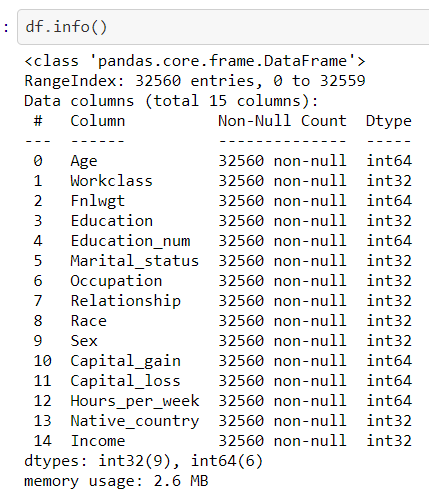 : df.info()
<class 'pandas.core.frame.DataFrame'>
RangeIndex: 32560 entries, 0 to 32559
Data columns (total 15 columns):
 #   Column          Non-Null Count  Dtype
---  ------          --------------  -----
 0   Age             32560 non-null  int64
 1   Workclass       32560 non-null  int32
 2   Fnlwgt          32560 non-null  int64
 3   Education       32560 non-null  int32
 4   Education_num   32560 non-null  int64
 5   Marital_status  32560 non-null  int32
 6   Occupation      32560 non-null  int32
 7   Relationship    32560 non-null  int32
 8   Race            32560 non-null  int32
 9   Sex             32560 non-null  int32
 10  Capital_gain    32560 non-null  int64
 11  Capital_loss    32560 non-null  int64
 12  Hours_per_week  32560 non-null  int64
 13  Native_country  32560 non-null  int32
 14  Income          32560 non-null  int32
dtypes: int32(9), int64(6)
memory usage: 2.6 MB